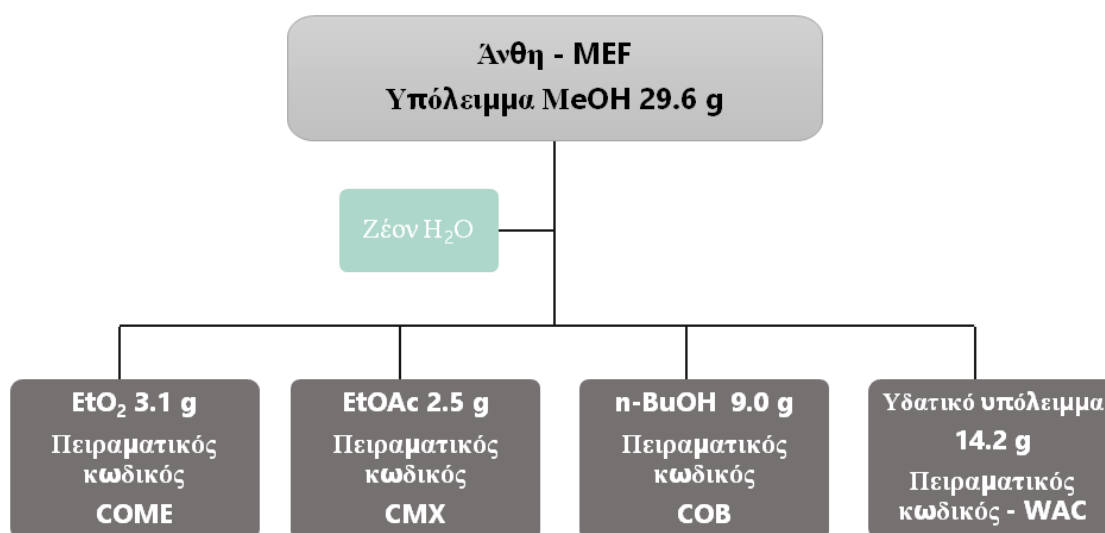 Άνθη - MEF
Υπόλειμμα MeOH 29.6 g
Ζέον H₂O
EtO₂ 3.1 g
Πειραματικός
κωδικός
COME
EtOAc 2.5 g
Πειραματικός
κωδικός
CMX
n-BuOH 9.0 g
Πειραματικός
κωδικός
COB
Υδατικό υπόλειμμα
14.2 g
Πειραματικός
κωδικός - WAC